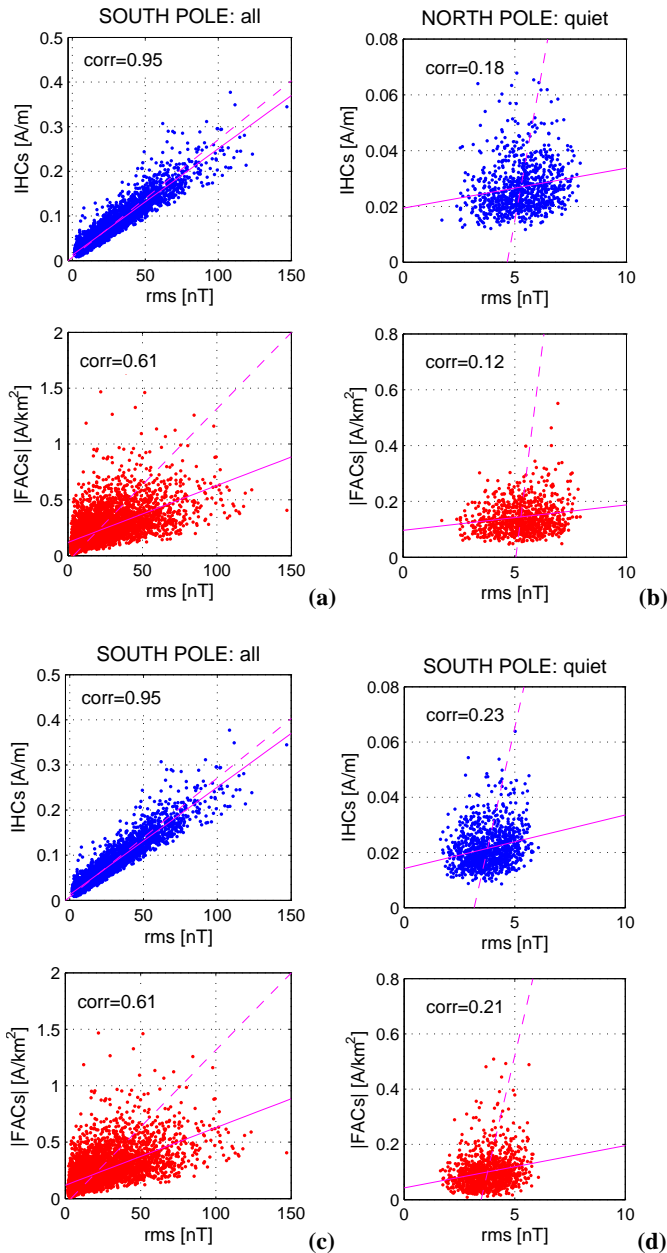 SOUTH POLE: all
corr=0.95
IHCs [A/m]
0.5
0.4
0.3
0.2
0.1
0
0 50 100 150
rms [nT]
corr=0.61
|FACs| [A/km²]
2
1.5
1
0.5
0
0 50 100 150
rms [nT]
(a)
NORTH POLE: quiet
corr=0.18
IHCs [A/m]
0.08
0.06
0.04
0.02
0
0 5 10
rms [nT]
corr=0.12
|FACs| [A/km²]
0.8
0.6
0.4
0.2
0
0 5 10
rms [nT]
(b)
SOUTH POLE: all
corr=0.95
IHCs [A/m]
0.5
0.4
0.3
0.2
0.1
0
0 50 100 150
rms [nT]
corr=0.61
|FACs| [A/km²]
2
1.5
1
0.5
0
0 50 100 150
rms [nT]
(c)
SOUTH POLE: quiet
corr=0.23
IHCs [A/m]
0.08
0.06
0.04
0.02
0
0 5 10
rms [nT]
corr=0.21
|FACs| [A/km²]
0.8
0.6
0.4
0.2
0
0 5 10
rms [nT]
(d)